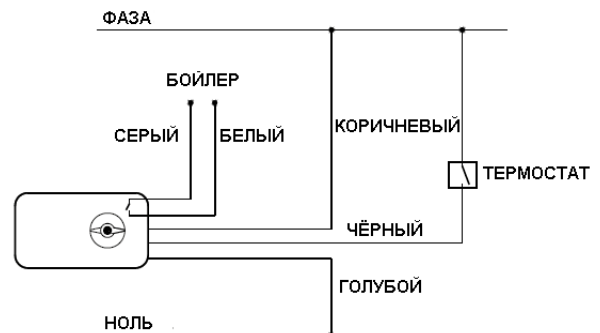 ФАЗА
БОЙЛЕР
СЕРЫЙ
БЕЛЫЙ
КОРИЧНЕВЫЙ
ТЕРМОСТАТ
ЧЁРНЫЙ
ГОЛУБОЙ
НОЛЬ